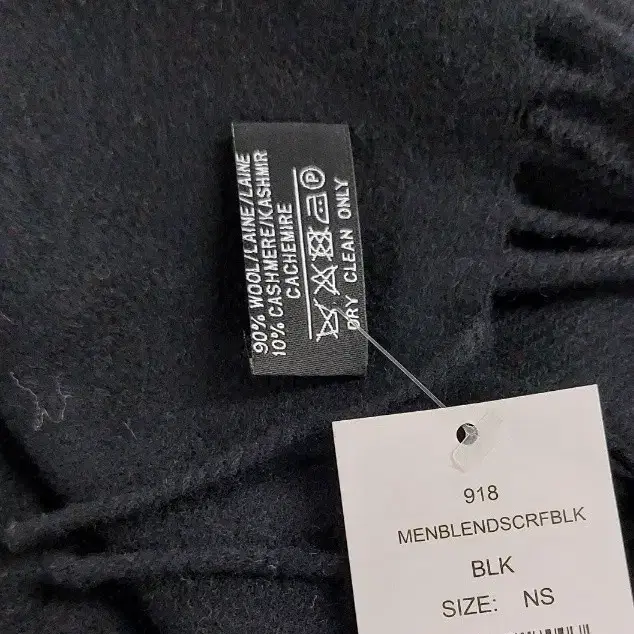 90% WOOL/LAINE/LAINE
10% CASHMERE/KASHMIR
CACHEMIRE
P
DRY CLEAN ONLY
918
MENBLENDSCRFBLK
BLK
SIZE: NS